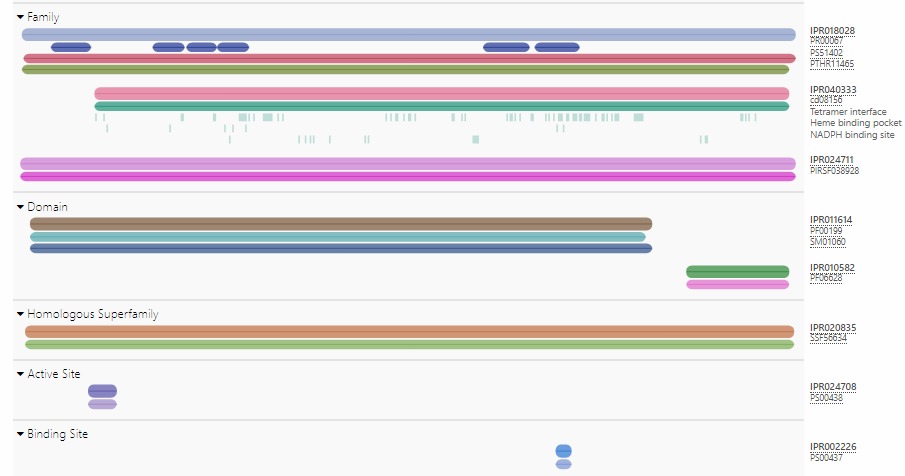 Family
IPR018028
PR00067
PS51402
PTHR11465
IPR040333
cd08156
Tetramer interface
Heme binding pocket
NADPH binding site
IPR024711
PIRSF038928
Domain
IPR011614
PF00199
SM01060
IPR010582
PF06628
Homologous Superfamily
IPR020835
SSF56634
Active Site
IPR024708
PS00438
Binding Site
IPR002226
PS00437